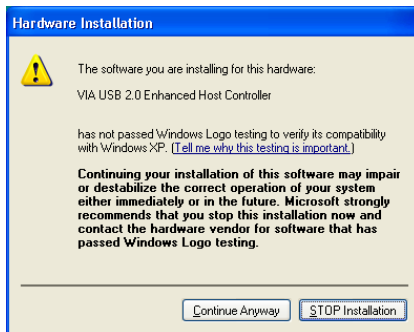 Hardware Installation
The software you are installing for this hardware:
VIA USB 2.0 Enhanced Host Controller
has not passed Windows Logo testing to verify its compatibility
with Windows XP. (Tell me why this testing is important.)
Continuing your installation of this software may impair
or destabilize the correct operation of your system
either immediately or in the future. Microsoft strongly
recommends that you stop this installation now and
contact the hardware vendor for software that has
passed Windows Logo testing.
Continue Anyway
STOP Installation